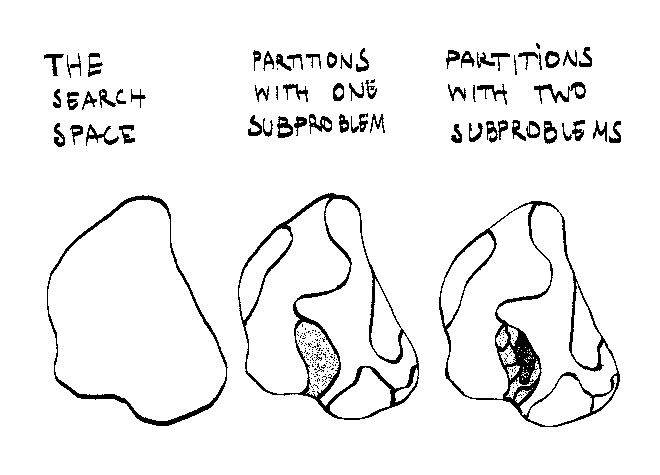 THE
SEARCH
SPACE
PARTITIONS
WITH ONE
SUBPROBLEM
PARTITIONS
WITH TWO
SUBPROBLEMS